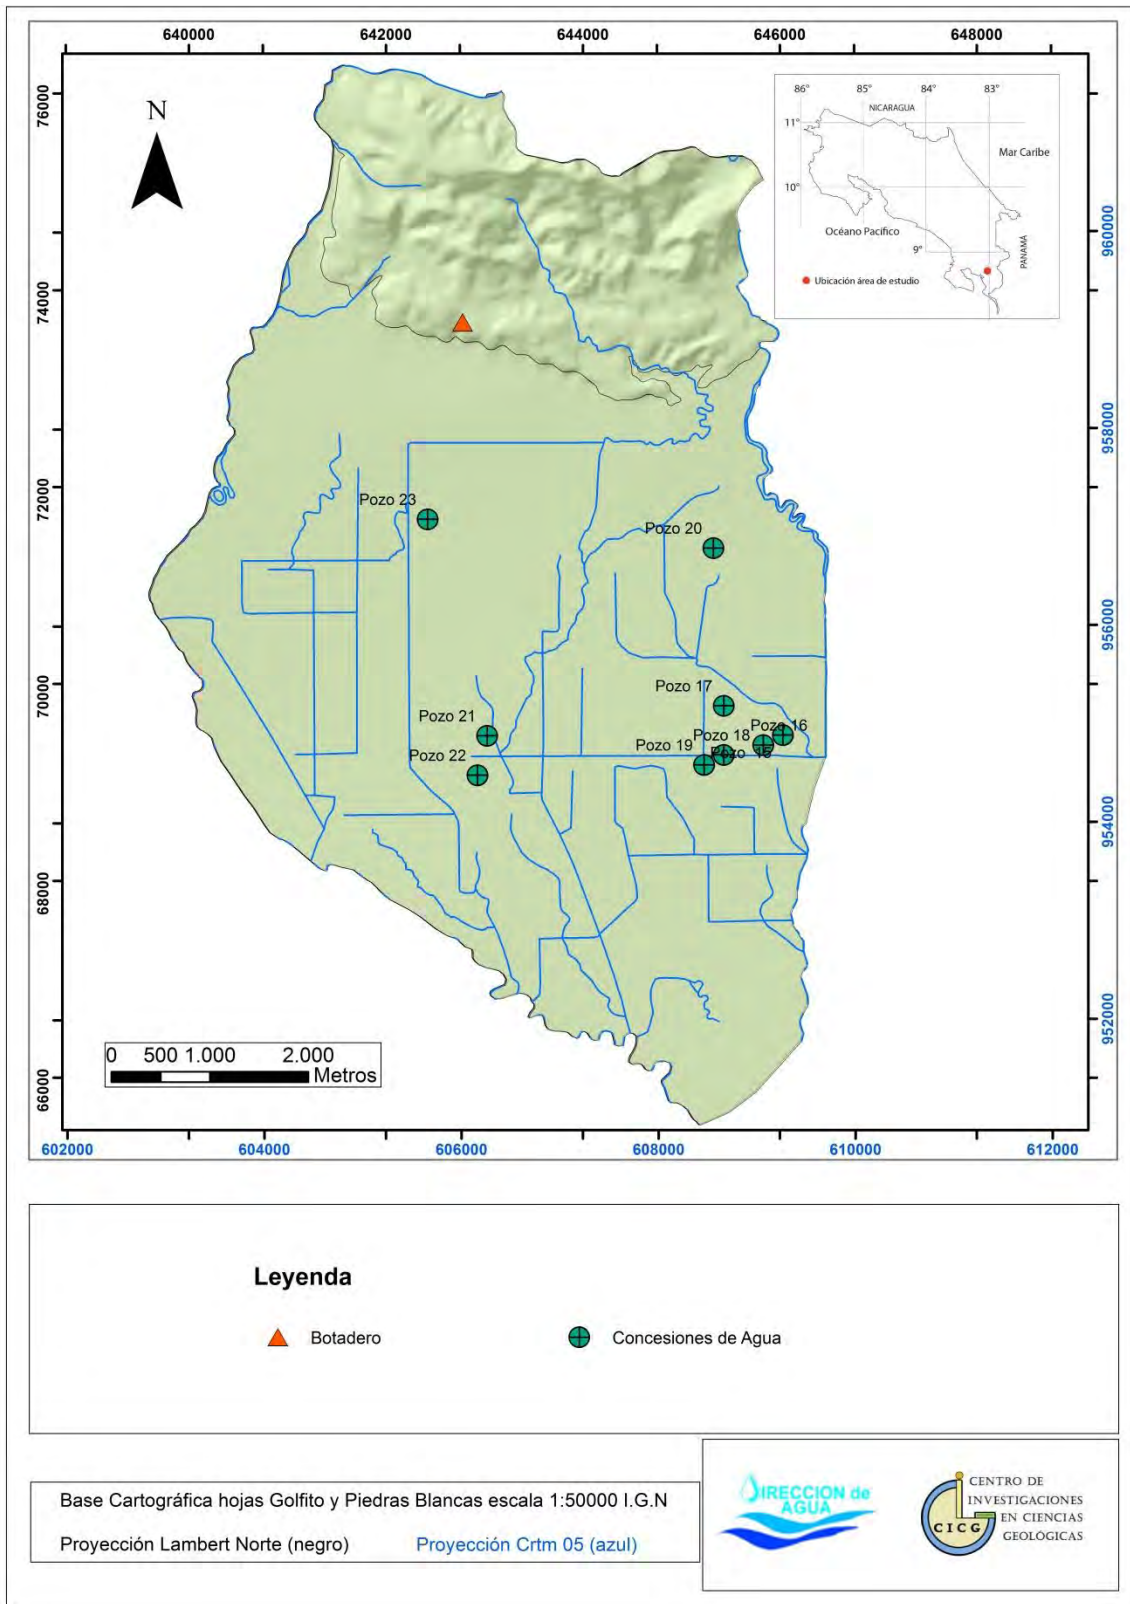 640000 642000 644000 646000 648000
N
76000
74000
72000
70000
68000
66000
86° 85° 84° 83°
NICARAGUA
11°
Mar Caribe
10°
Océano Pacífico
9°
PANAMÁ
Ubicación área de estudio
960000
958000
956000
954000
952000
Pozo 23
Pozo 20
Pozo 17
Pozo 21
Pozo 16
Pozo 18
Pozo 19
Pozo 15
Pozo 22
0 500 1.000 2.000
Metros
602000 604000 606000 608000 610000 612000
Leyenda
Botadero
Concesiones de Agua
Base Cartográfica hojas Golfito y Piedras Blancas escala 1:50000 I.G.N
Proyección Lambert Norte (negro) Proyección Crtm 05 (azul)
DIRECCION de
AGUA
CICG
CENTRO DE
INVESTIGACIONES
EN CIENCIAS
GEOLÓGICAS